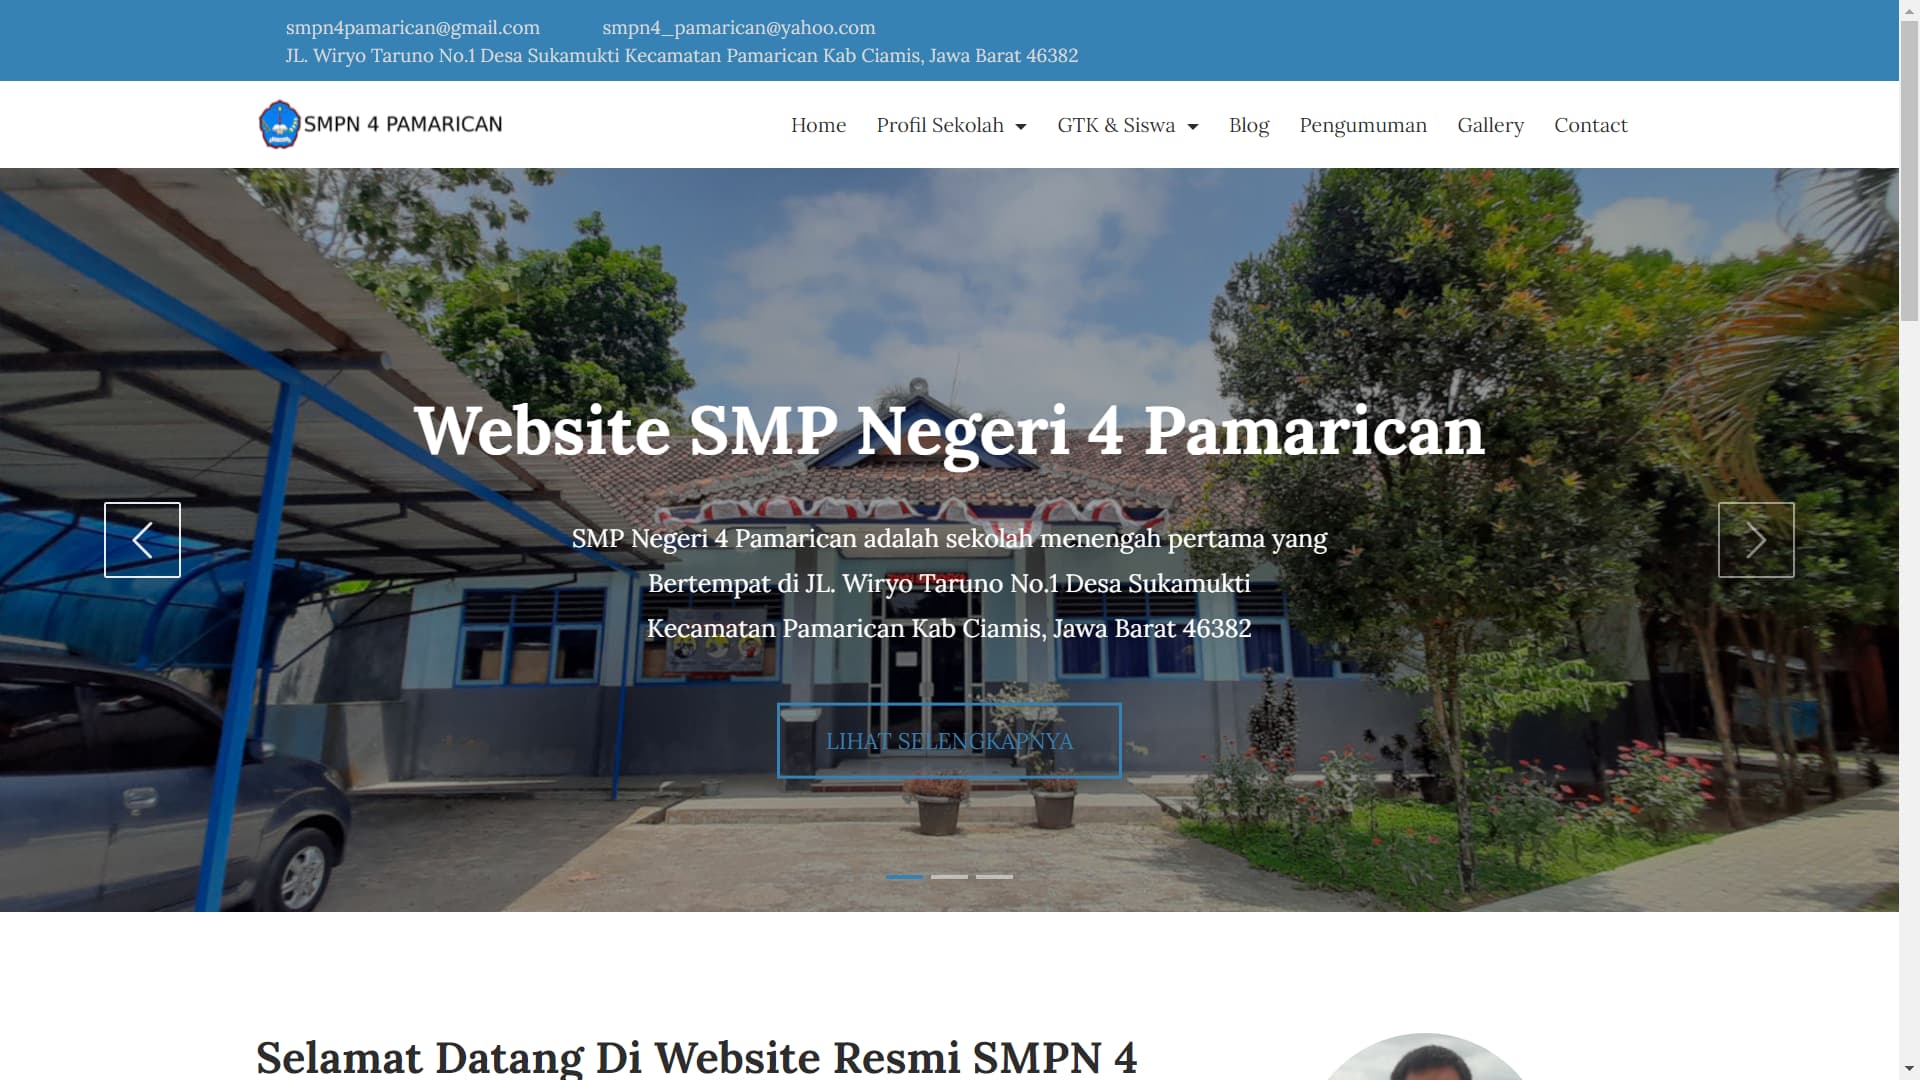 smpn4pamarican@gmail.com smpn4_pamarican@yahoo.com
JL. Wiryo Taruno No.1 Desa Sukamukti Kecamatan Pamarican Kab Ciamis, Jawa Barat 46382
SMPN 4 PAMARICAN
Home Profil Sekolah GTK & Siswa Blog Pengumuman Gallery Contact
Website SMP Negeri 4 Pamarican
SMP Negeri 4 Pamarican adalah sekolah menengah pertama yang
Bertempat di JL. Wiryo Taruno No.1 Desa Sukamukti
Kecamatan Pamarican Kab Ciamis, Jawa Barat 46382
LIHAT SELENGKAPNYA
Selamat Datang Di Website Resmi SMPN 4